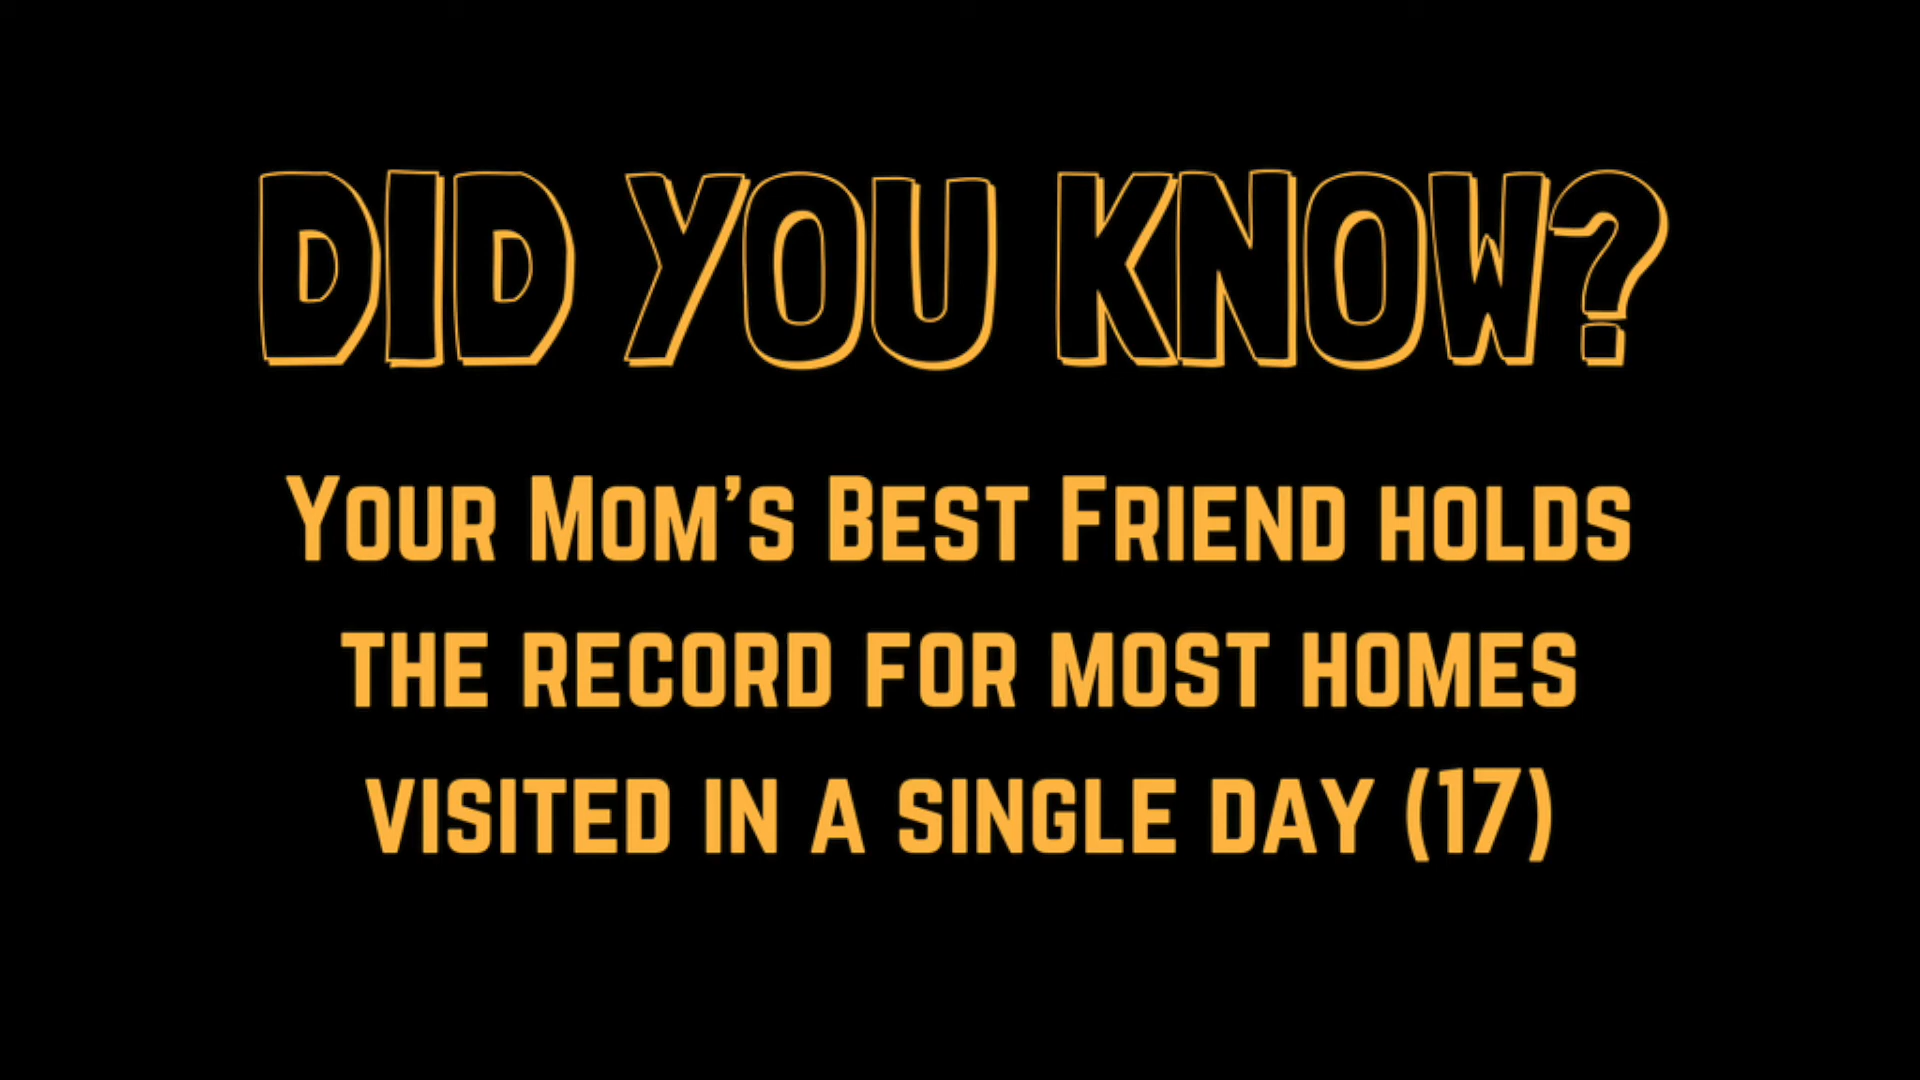 DID YOU KNOW?
Your Mom's Best Friend holds
the record for most homes
visited in a single day (17)